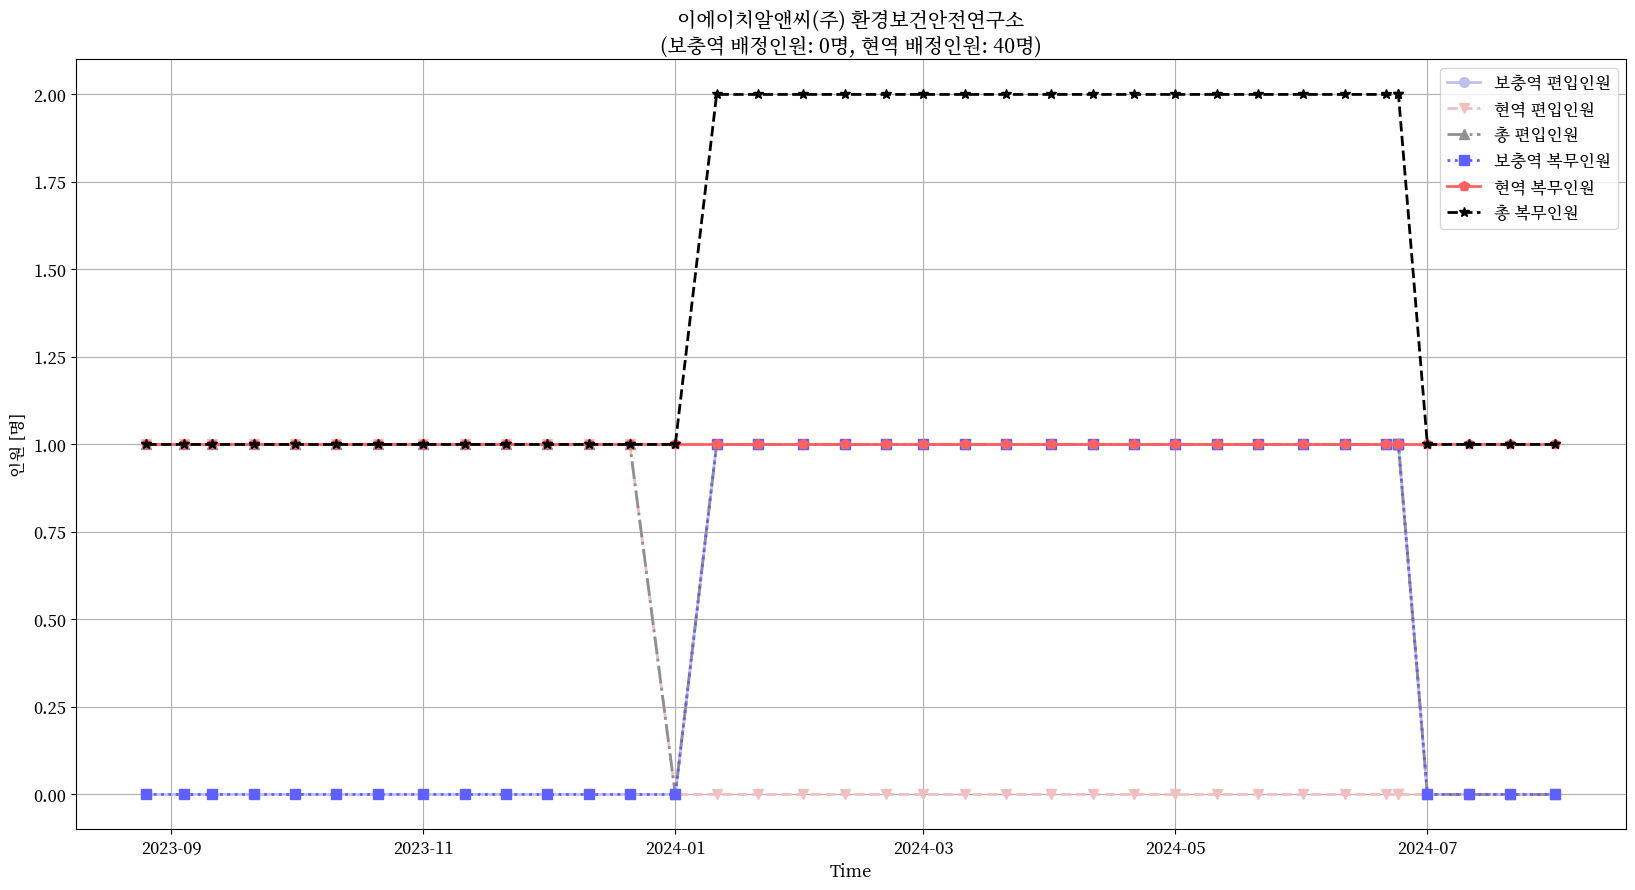 이에이치알앤씨(주) 환경보건안전연구소
(보충역 배정인원: 0명, 현역 배정인원: 40명)
보충역 편입인원
현역 편입인원
총 편입인원
보충역 복무인원
현역 복무인원
총 복무인원
인원 [명]
2.00
1.75
1.50
1.25
1.00
0.75
0.50
0.25
0.00
2023-09
2023-11
2024-01
2024-03
2024-05
2024-07
Time